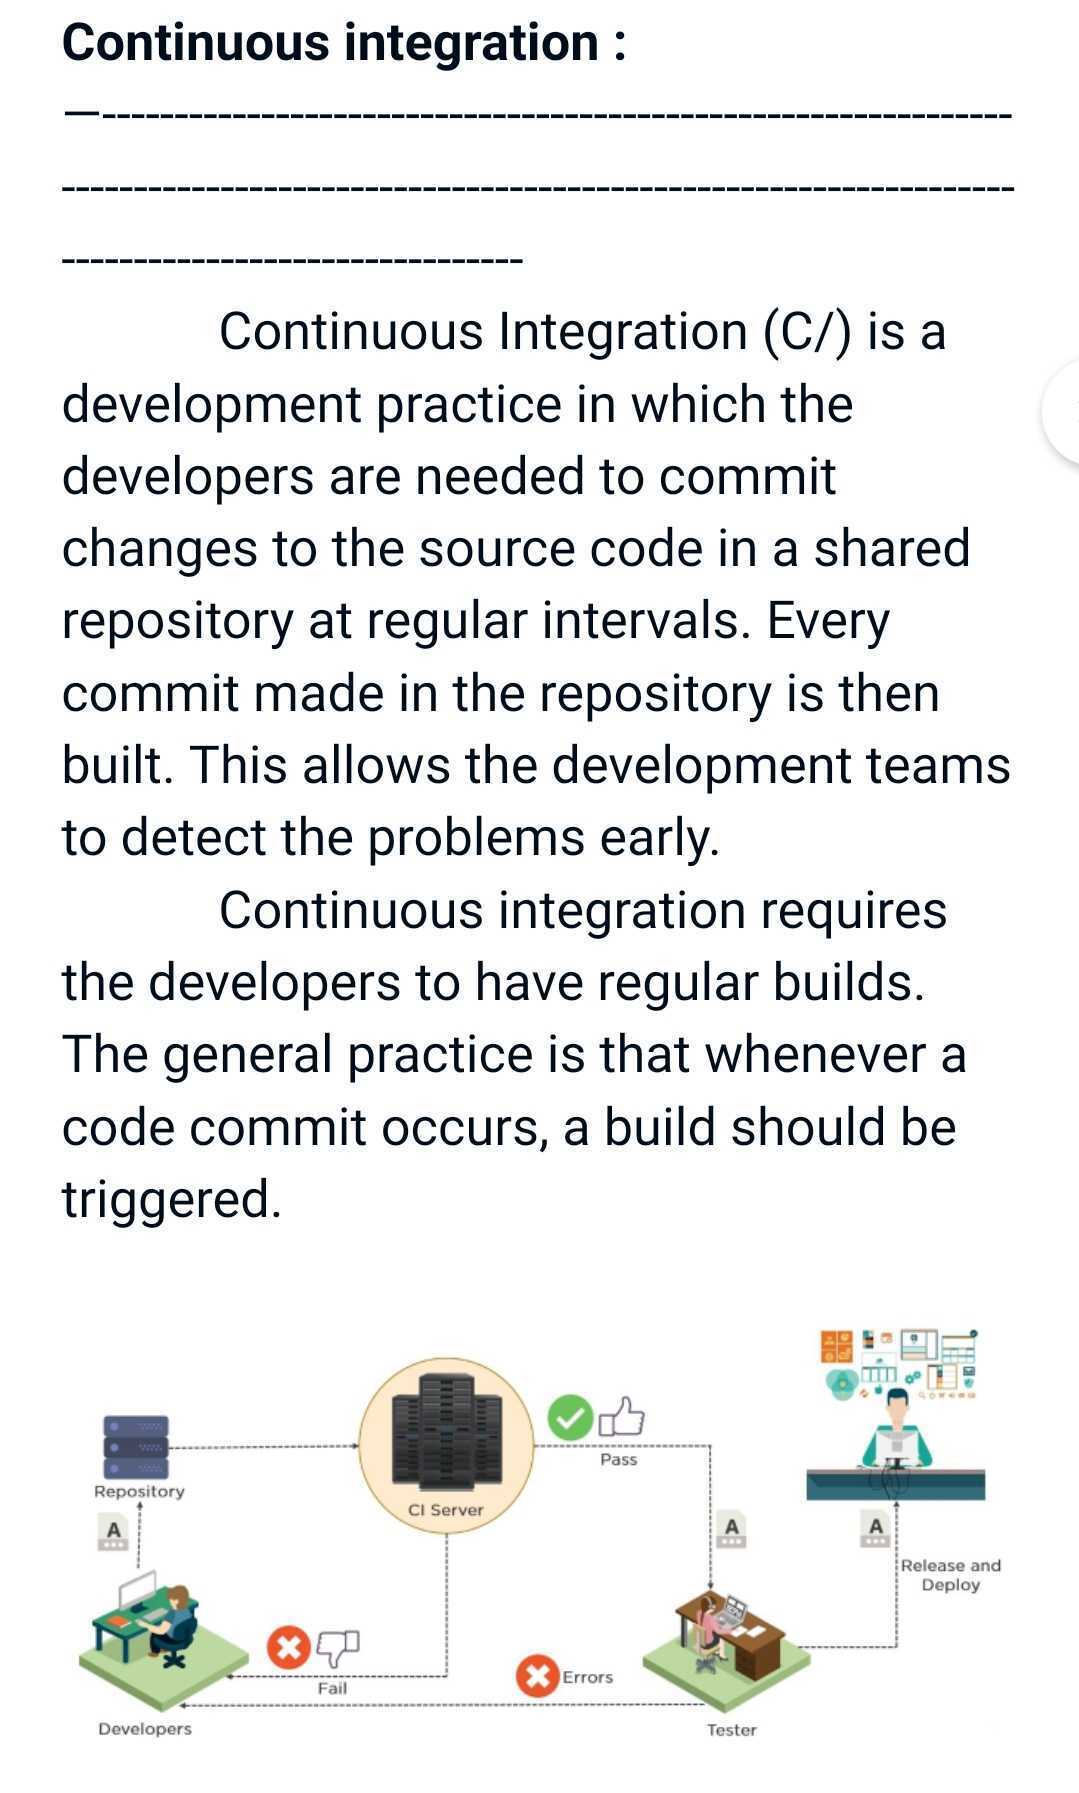 Continuous integration :
—---------------------------------------------------------------
------------------------------------------------------------------
--------------------------------
Continuous Integration (C/) is a
development practice in which the
developers are needed to commit
changes to the source code in a shared
repository at regular intervals. Every
commit made in the repository is then
built. This allows the development teams
to detect the problems early.
Continuous integration requires
the developers to have regular builds.
The general practice is that whenever a
code commit occurs, a build should be
triggered.
Pass
Repository
CI Server
A
A
A
Release and
Deploy
Errors
Fail
Developers
Tester